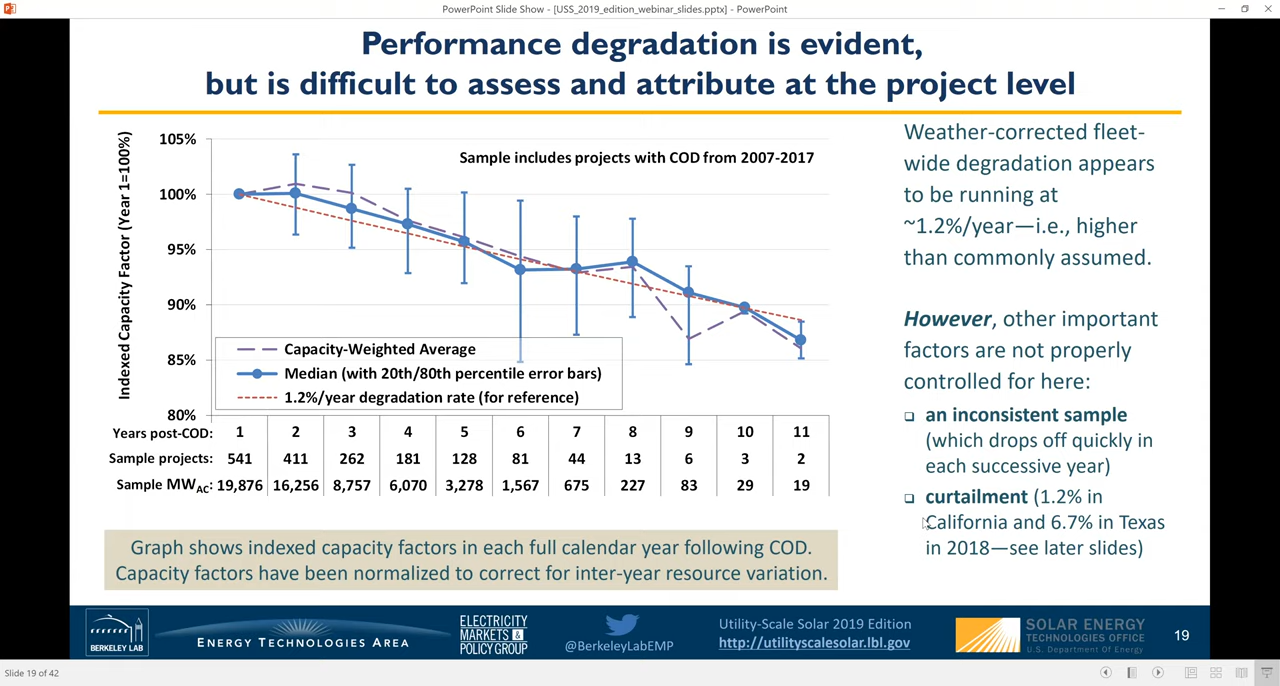 PowerPoint Slide Show - [USS_2019_edition_webinar_slides.pptx] - PowerPoint
Performance degradation is evident,
but is difficult to assess and attribute at the project level
Indexed Capacity Factor (Year 1=100%)
105%
100%
95%
90%
85%
80%
Sample includes projects with COD from 2007-2017
Capacity-Weighted Average
Median (with 20th/80th percentile error bars)
1.2%/year degradation rate (for reference)
Years post-COD: 1 2 3 4 5 6 7 8 9 10 11
Sample projects: 541 411 262 181 128 81 44 13 6 3 2
Sample MWAC: 19,876 16,256 8,757 6,070 3,278 1,567 675 227 83 29 19
Graph shows indexed capacity factors in each full calendar year following COD.
Capacity factors have been normalized to correct for inter-year resource variation.
Weather-corrected fleet-
wide degradation appears
to be running at
~1.2%/year—i.e., higher
than commonly assumed.
However, other important
factors are not properly
controlled for here:
an inconsistent sample
(which drops off quickly in
each successive year)
curtailment (1.2% in
California and 6.7% in Texas
in 2018—see later slides)
BERKELEY LAB
ENERGY TECHNOLOGIES AREA
ELECTRICITY
MARKETS &
POLICY GROUP
@BerkeleyLabEMP
Utility-Scale Solar 2019 Edition
http://utilityscalesolar.lbl.gov
SOLAR ENERGY
TECHNOLOGIES OFFICE
U.S. Department Of Energy
19
Slide 19 of 42